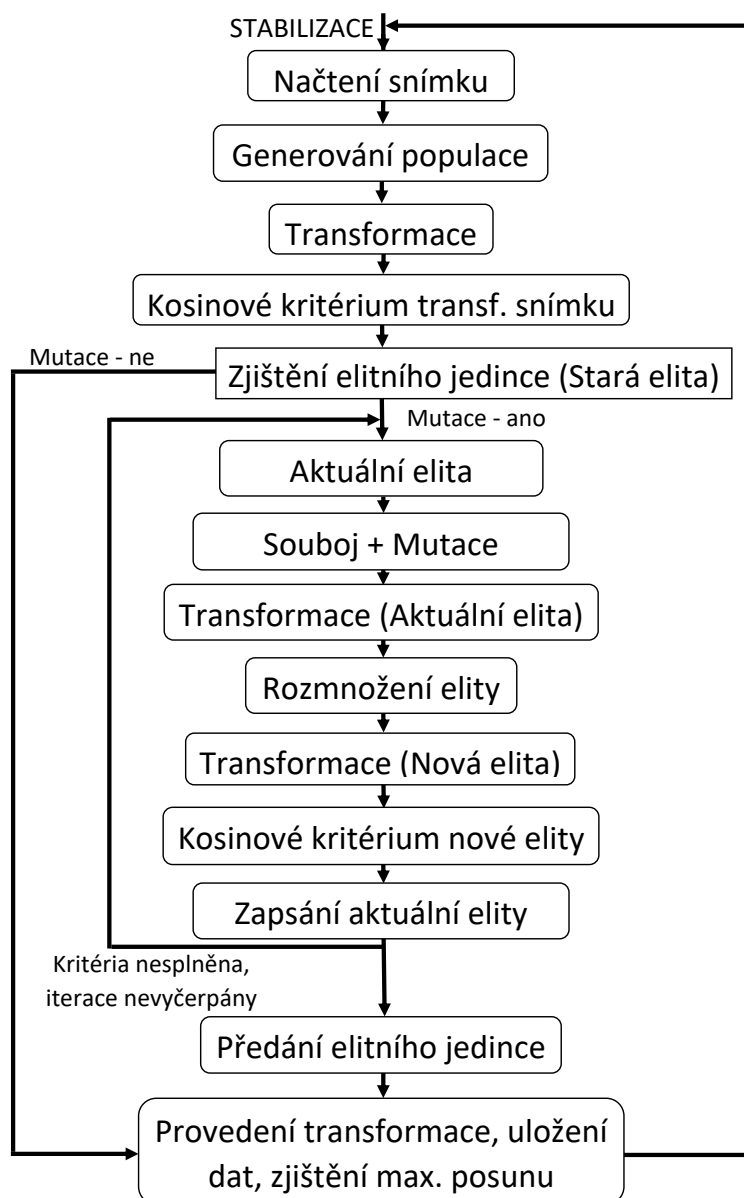 STABILIZACE
Načtení snímku
Generování populace
Transformace
Kosinové kritérium transf. snímku
Mutace - ne
Zjištění elitního jedince (Stará elita)
Mutace - ano
Aktuální elita
Souboj + Mutace
Transformace (Aktuální elita)
Rozmnožení elity
Transformace (Nová elita)
Kosinové kritérium nové elity
Zapsání aktuální elity
Kritéria nesplněna,
iterace nevyčerpány
Předání elitního jedince
Provedení transformace, uložení
dat, zjištění max. posunu